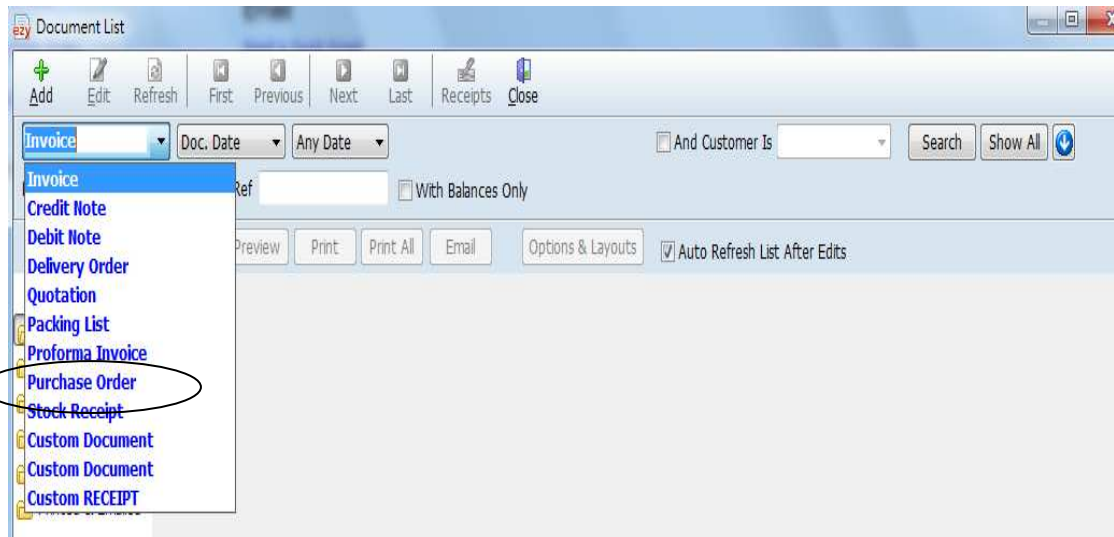 ezy Document List
Add Edit Refresh First Previous Next Last Receipts Close
Invoice Doc. Date Any Date And Customer Is Search Show All
Invoice
Ref With Balances Only
Credit Note
Debit Note
Preview Print Print All Email Options & Layouts Auto Refresh List After Edits
Delivery Order
Quotation
Packing List
Proforma Invoice
Purchase Order
Stock Receipt
Custom Document
Custom Document
Custom RECEIPT